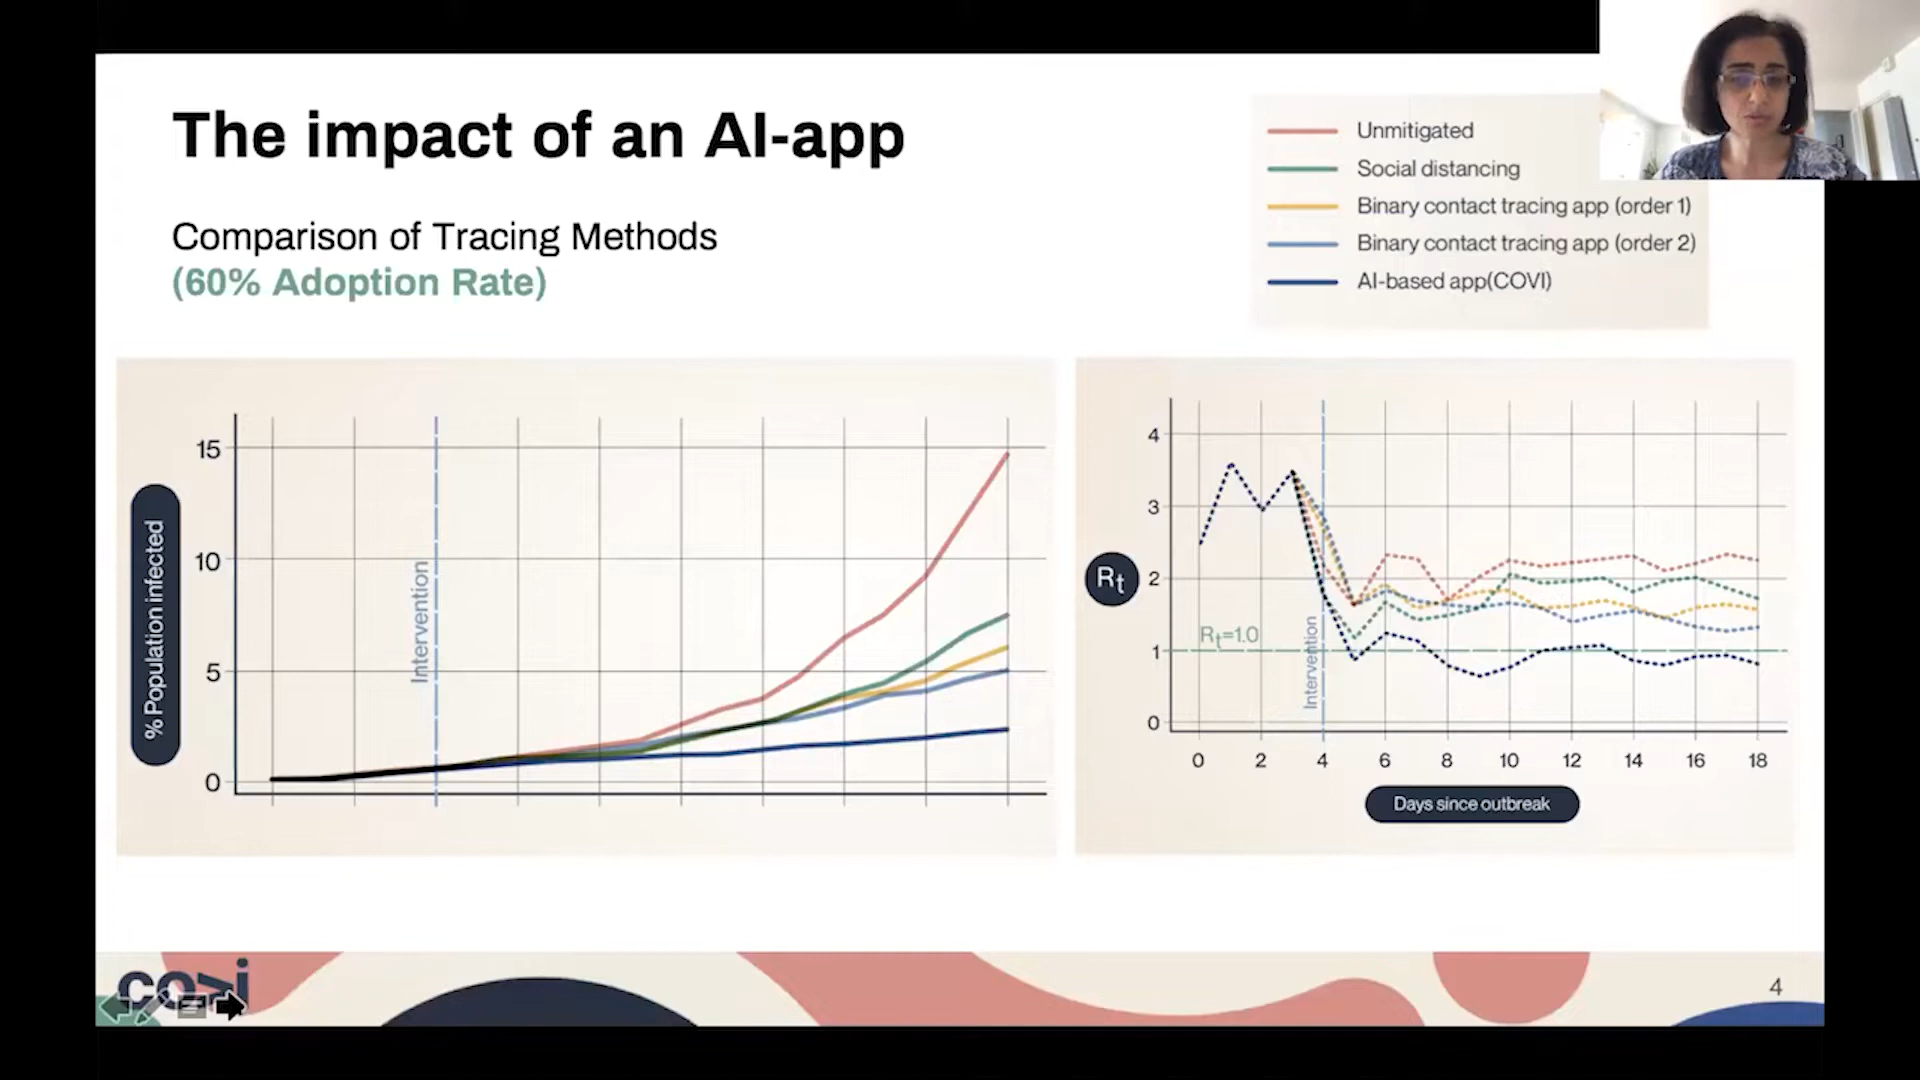 The impact of an AI-app
Comparison of Tracing Methods
(60% Adoption Rate)
Unmitigated
Social distancing
Binary contact tracing app (order 1)
Binary contact tracing app (order 2)
AI-based app(COVI)
% Population infected
15
10
5
0
Intervention
Rt
4
3
2
1
0
Rt=1.0
Intervention
0 2 4 6 8 10 12 14 16 18
Days since outbreak
covi
4